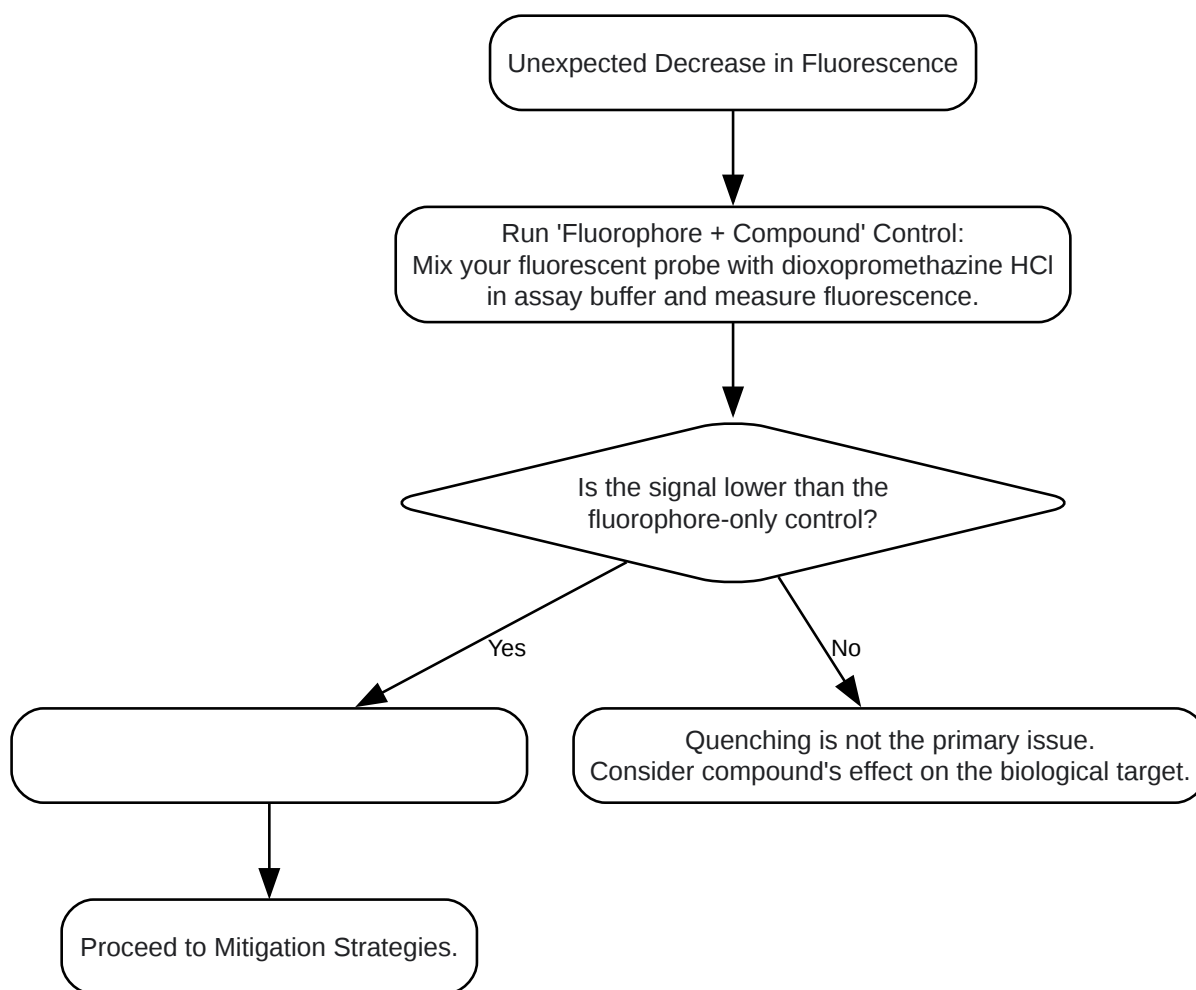 Unexpected Decrease in Fluorescence
Run 'Fluorophore + Compound' Control:
Mix your fluorescent probe with dioxopromethazine HCl
in assay buffer and measure fluorescence.
Is the signal lower than the
fluorophore-only control?
Yes
No
Quenching is not the primary issue.
Consider compound's effect on the biological target.
Proceed to Mitigation Strategies.